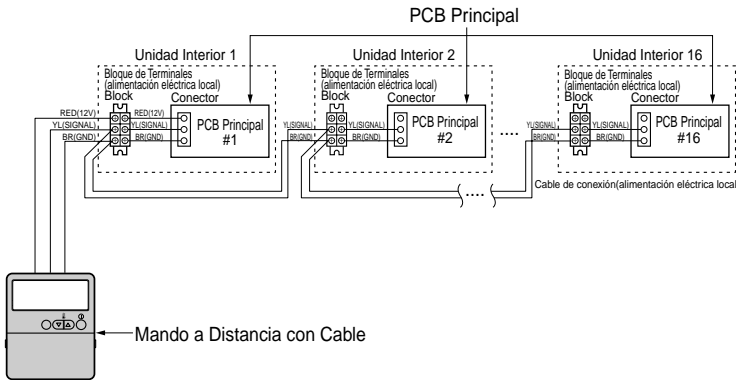 PCB Principal
Unidad Interior 1
Bloque de Terminales
(alimentación eléctrica local)
Block
Conector
RED(12V)
RED(12V)
YL(SIGNAL)
YL(SIGNAL)
BR(GND)
BR(GND)
PCB Principal
#1
Unidad Interior 2
Bloque de Terminales
(alimentación eléctrica local)
Block
Conector
YL(SIGNAL)
YL(SIGNAL)
BR(GND)
BR(GND)
PCB Principal
#2
....
Unidad Interior 16
Bloque de Terminales
(alimentación eléctrica local)
Block
Conector
YL(SIGNAL)
YL(SIGNAL)
BR(GND)
BR(GND)
PCB Principal
#16
Cable de conexión(alimentación eléctrica local
....
Mando a Distancia con Cable